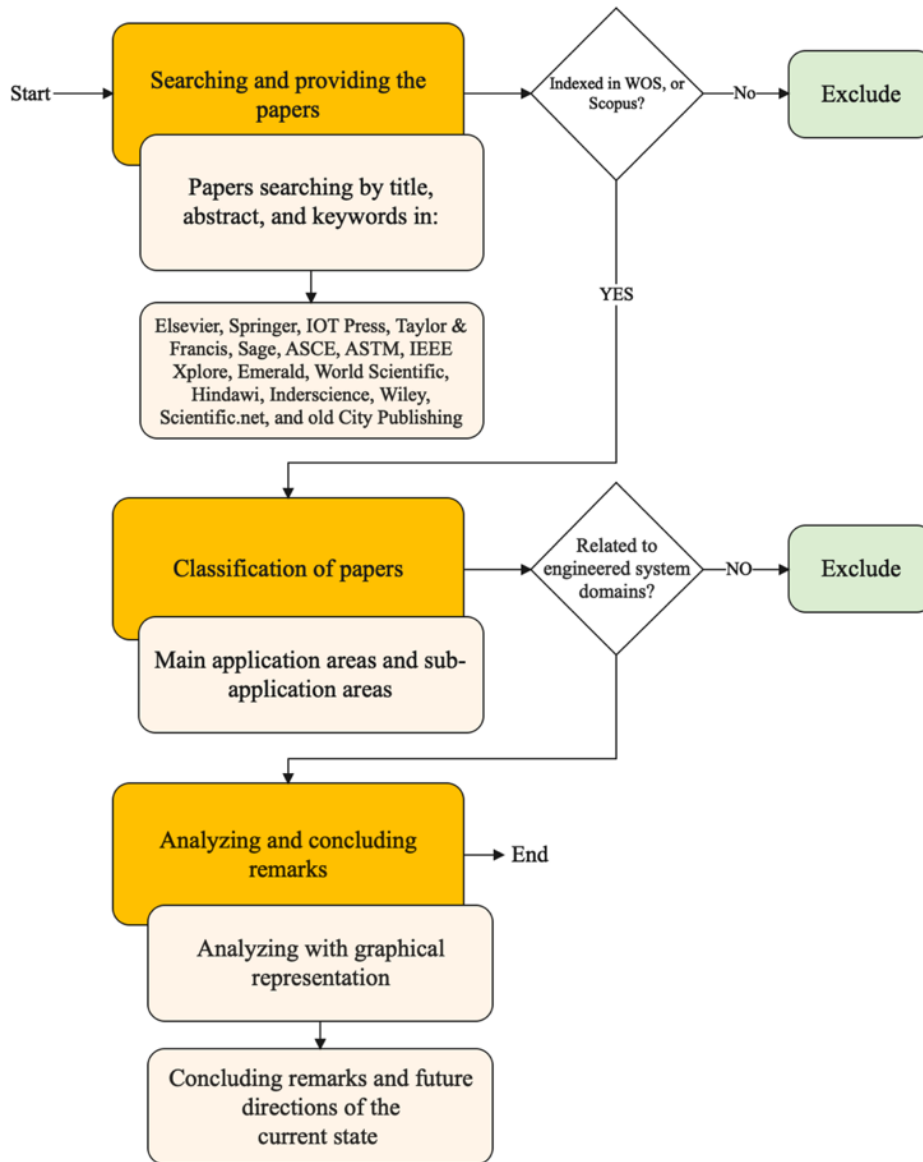 Start
Searching and providing the
papers
Indexed in WOS, or
Scopus?
No
Exclude
Papers searching by title,
abstract, and keywords in:
YES
Elsevier, Springer, IOT Press, Taylor &
Francis, Sage, ASCE, ASTM, IEEE
Xplore, Emerald, World Scientific,
Hindawi, Inderscience, Wiley,
Scientific.net, and old City Publishing
Classification of papers
Related to
engineered system
domains?
NO
Exclude
Main application areas and sub-
application areas
Analyzing and concluding
remarks
End
Analyzing with graphical
representation
Concluding remarks and future
directions of the
current state